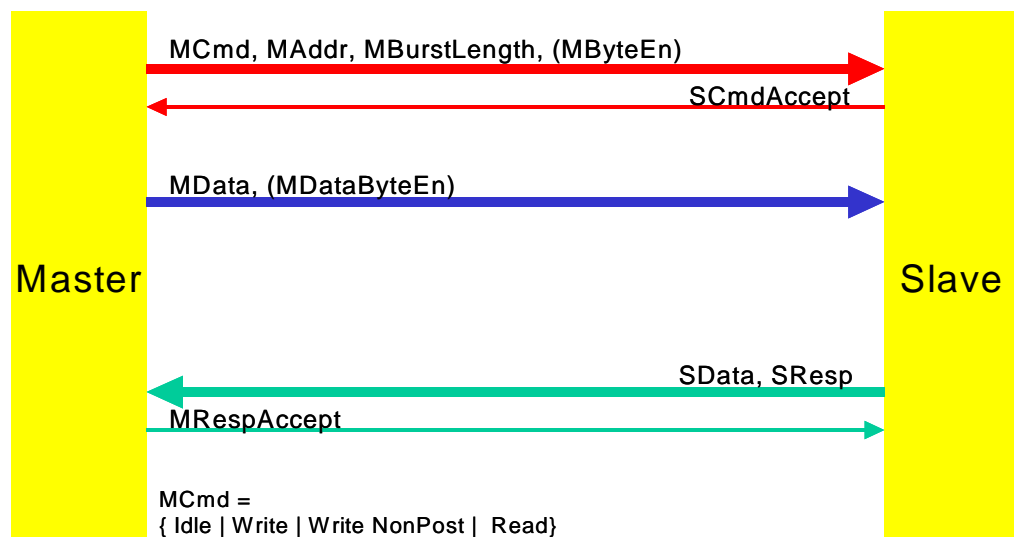 MCmd, MAddr, MBurstLength, (MByteEn)
SCmdAccept
MData, (MDataByteEn)
Master
Slave
SData, SResp
MRespAccept
MCmd =
{ Idle | Write | Write NonPost | Read}